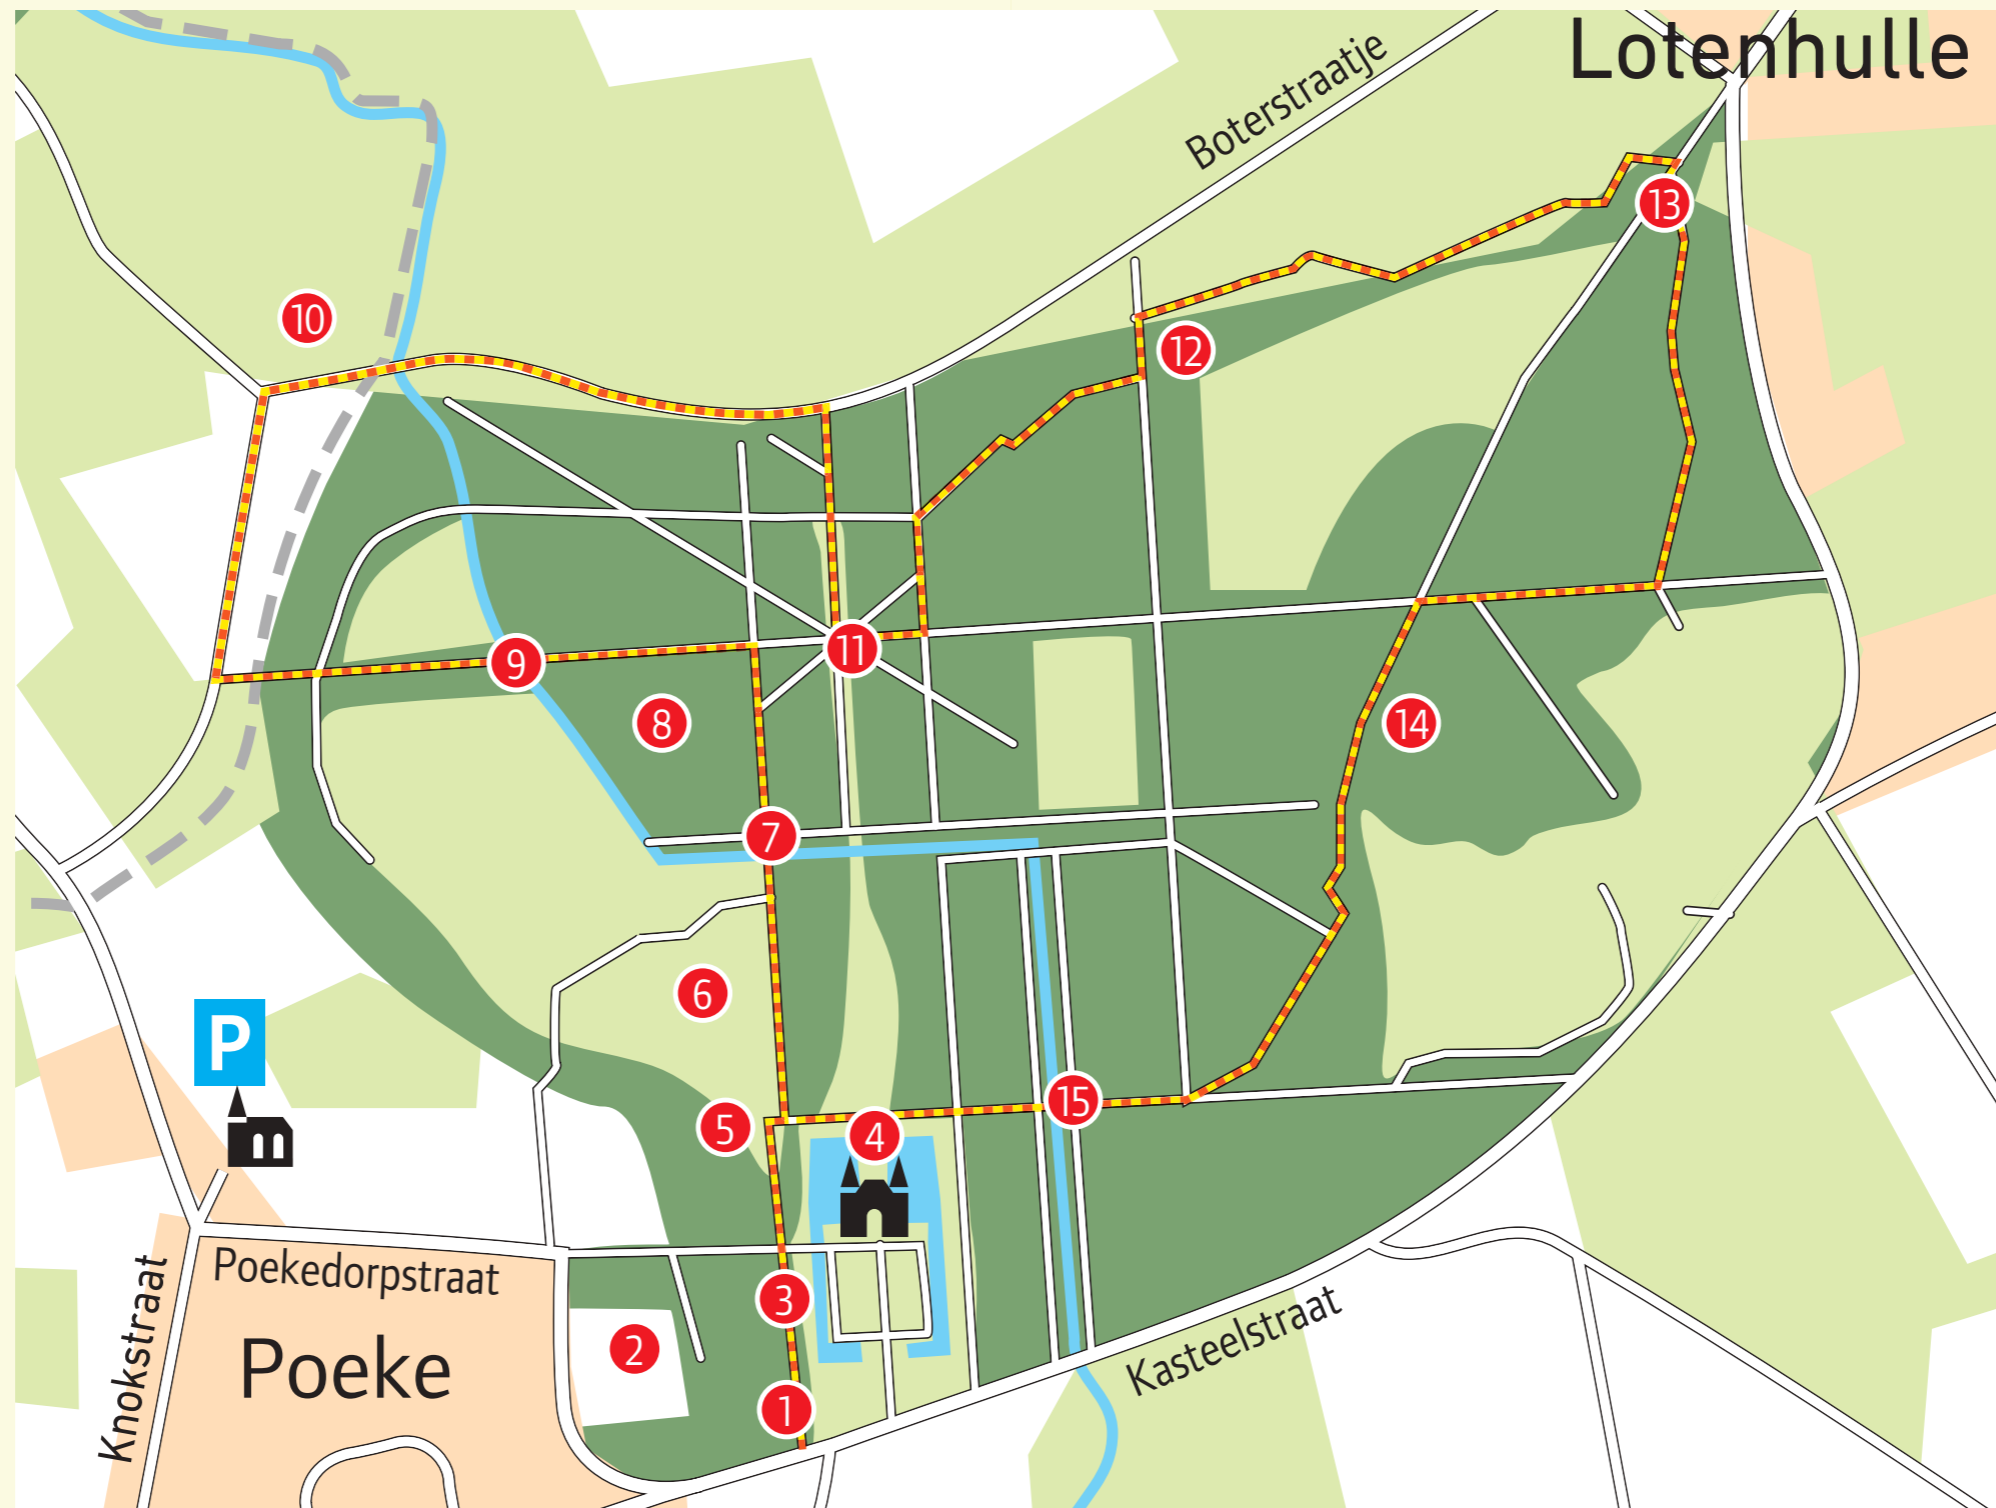 Lotenhulle
Boterstraatje
13
10
12
11
9
8
14
7
6
P
15
5
4
Poekedorpstraat
3
Knokstraat
Poeke
2
Kasteelstraat
1